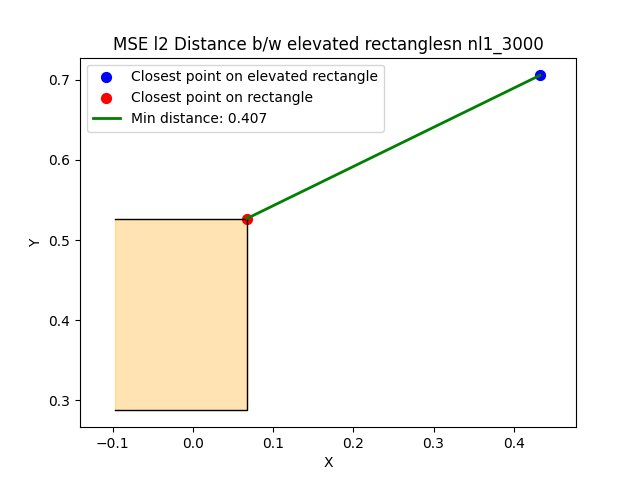 MSE l2 Distance b/w elevated rectanglesn nl1_3000
Closest point on elevated rectangle
Closest point on rectangle
Min distance: 0.407
0.7
0.6
0.5
0.4
0.3
Y
−0.1 0.0 0.1 0.2 0.3 0.4
X